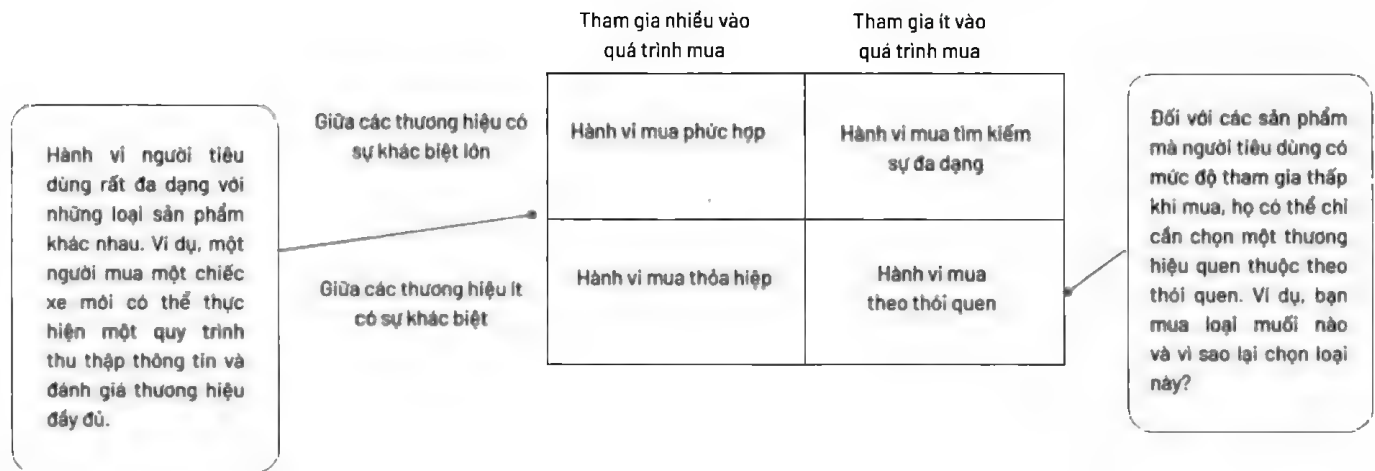 Tham gia nhiều vào
quá trình mua
Tham gia ít vào
quá trình mua
Hành vi người tiêu
dùng rất đa dạng với
những loại sản phẩm
khác nhau. Ví dụ, một
người mua một chiếc
xe mới có thể thực
hiện một quy trình
thu thập thông tin và
đánh giá thương hiệu
đầy đủ.
Giữa các thương hiệu có
sự khác biệt lớn
Hành vi mua phức hợp
Hành vi mua tìm kiếm
sự đa dạng
Giữa các thương hiệu ít
có sự khác biệt
Hành vi mua thỏa hiệp
Hành vi mua
theo thói quen
Đối với các sản phẩm
mà người tiêu dùng có
mức độ tham gia thấp
khi mua, họ có thể chỉ
cần chọn một thương
hiệu quen thuộc theo
thói quen. Ví dụ, bạn
mua loại muối nào
và vì sao lại chọn loại
này?